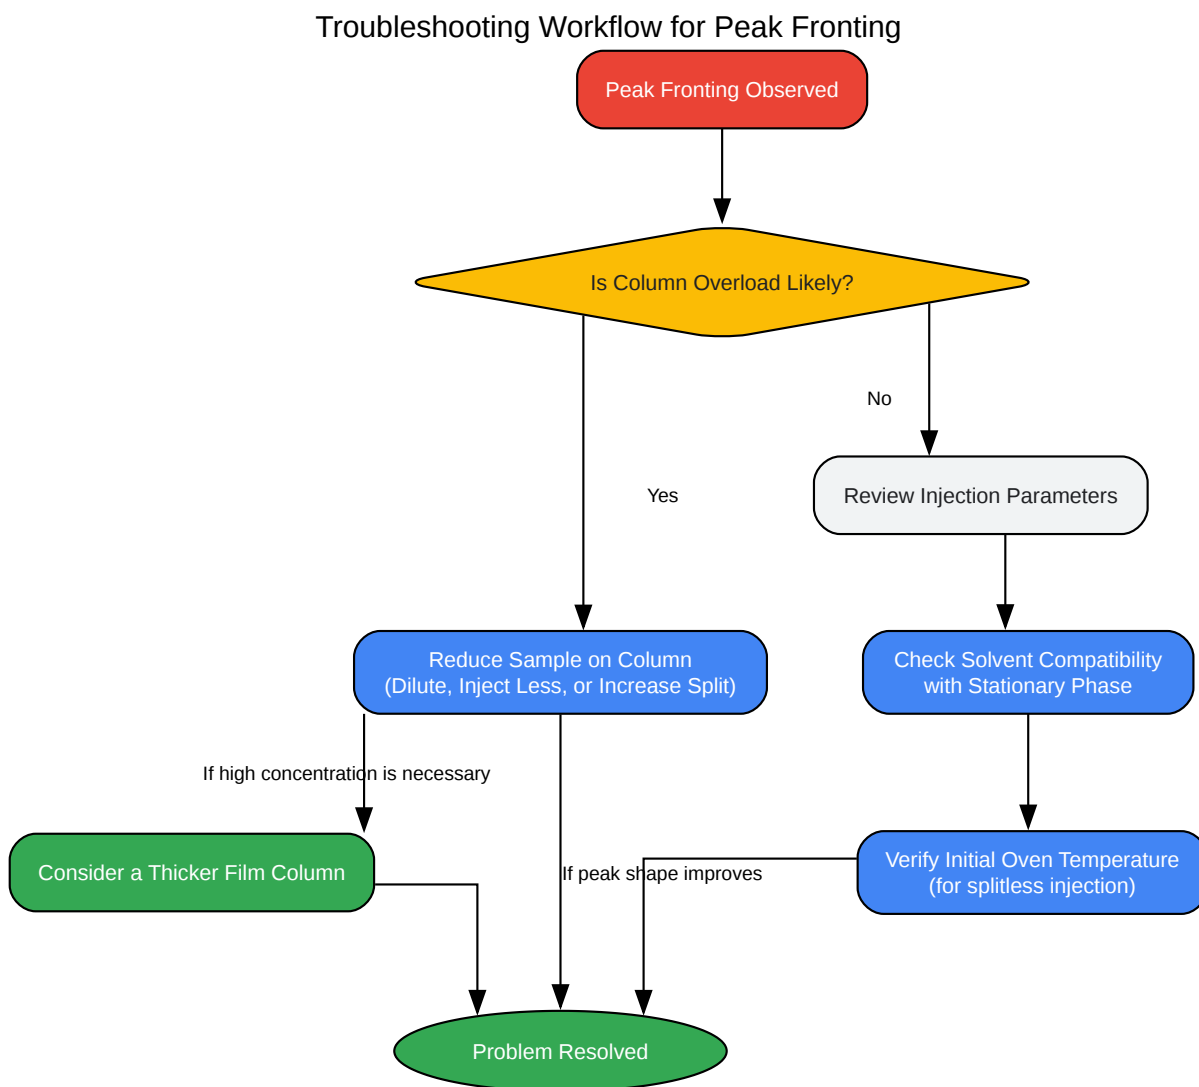 Troubleshooting Workflow for Peak Fronting
Peak Fronting Observed
Is Column Overload Likely?
No
Yes
Review Injection Parameters
Reduce Sample on Column
(Dilute, Inject Less, or Increase Split)
Check Solvent Compatibility
with Stationary Phase
If high concentration is necessary
Consider a Thicker Film Column
If peak shape improves
Verify Initial Oven Temperature
(for splitless injection)
Problem Resolved